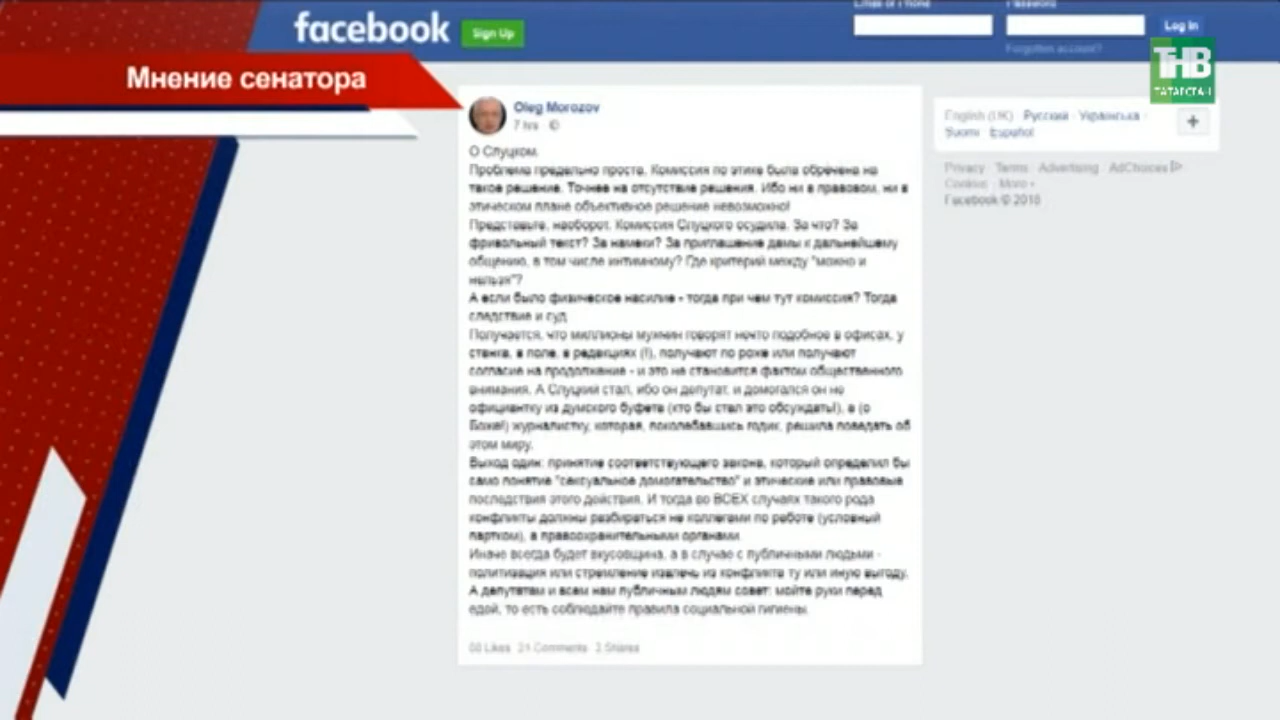 facebook
Sign Up
Email or Phone
Password
Log In
Forgotten account?
Мнение сенатора
ТНВ
ТАТАРСТАН
Oleg Morozov
7 hrs
О Слуцком.
Проблема предельно проста. Комиссия по этике была обречена на
такое решение. Точнее на отсутствие решения. Ибо ни в правовом, ни в
этическом плане объективное решение невозможно!
Представьте, наоборот. Комиссия Слуцкого осудила. За что? За
фривольный текст? За намеки? За приглашение дамы к дальнейшему
общению, в том числе интимному? Где критерий между "можно и
нельзя"?
А если было физическое насилие - тогда при чем тут комиссия? Тогда
следствие и суд.
Получается, что миллионы мужчин говорят нечто подобное в офисах, у
станка, в поле, в редакциях (!), получают по роже или получают
согласие на продолжение - и это не становится фактом общественного
внимания. А Слуцкий стал, ибо он депутат, и домогался он не
официантку из думского буфета (кто бы стал это обсуждать!), а (о
Боже!) журналистку, которая, поколебавшись годик, решила поведать об
этом миру.
Выход один: принятие соответствующего закона, который определил бы
само понятие "сексуальное домогательство" и этические или правовые
последствия этого действия. И тогда во ВСЕХ случаях такого рода
конфликты должны разбираться не коллегами по работе (условный
партком), а правоохранительными органами.
Иначе всегда будет вкусовщина, а в случае с публичными людьми -
политизация или стремление извлечь из конфликта ту или иную выгоду.
А депутатам и всем нам публичным людям совет: мойте руки перед
едой, то есть соблюдайте правила социальной гигиены.
Likes Comments 3 Shares
English (UK) · Русский · Українська ·
Suomi · Español
+
Privacy · Terms · Advertising · AdChoices
Cookies · More
Facebook © 2018